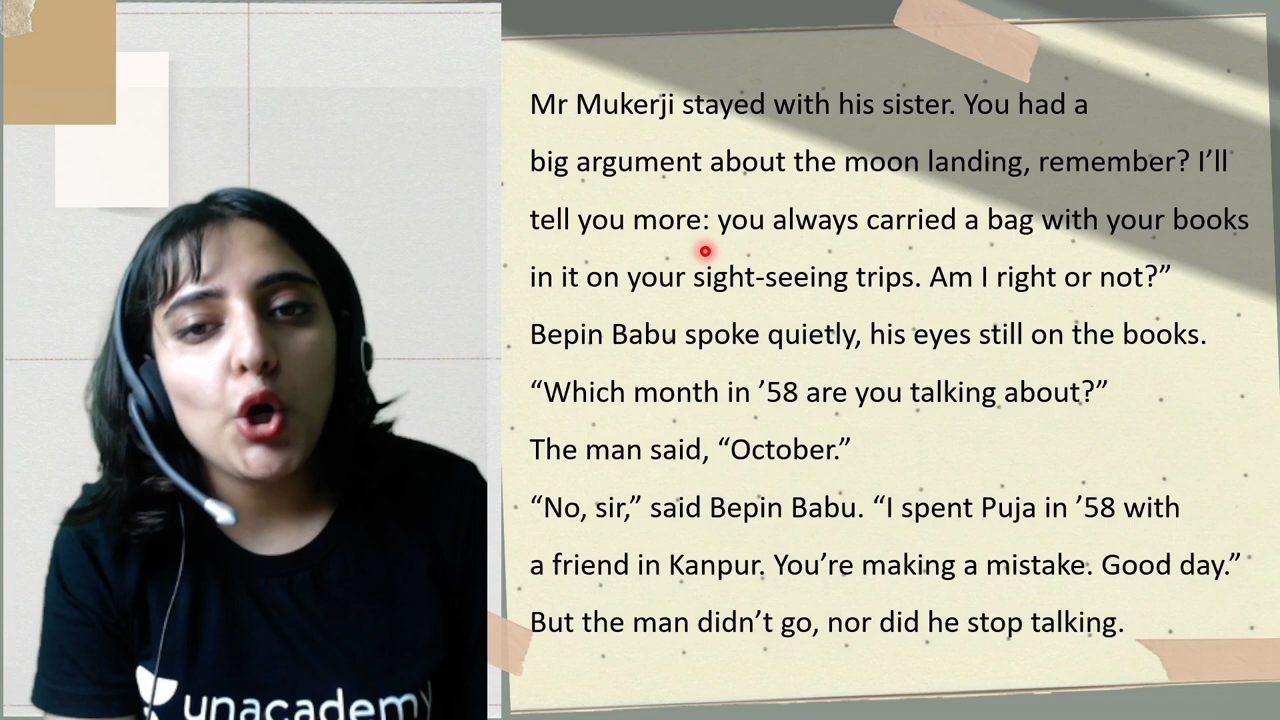 Mr Mukerji stayed with his sister. You had a
big argument about the moon landing, remember? I’ll
tell you more: you always carried a bag with your books
in it on your sight-seeing trips. Am I right or not?”
Bepin Babu spoke quietly, his eyes still on the books.
“Which month in ’58 are you talking about?”
The man said, “October.”
“No, sir,” said Bepin Babu. “I spent Puja in ’58 with
a friend in Kanpur. You’re making a mistake. Good day.”
But the man didn’t go, nor did he stop talking.
unacademy